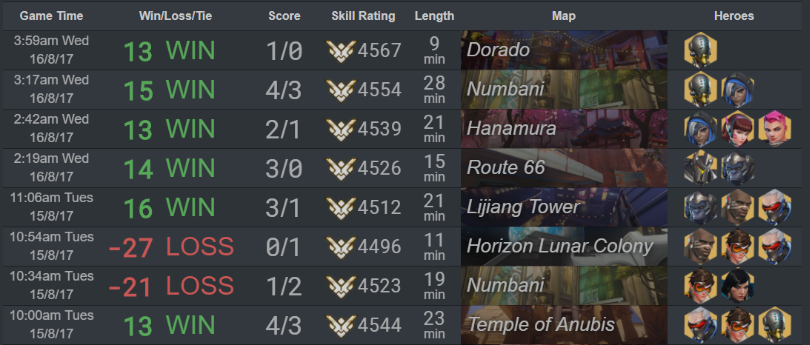 Game Time Win/Loss/Tie Score Skill Rating Length Map Heroes
3:59am Wed 16/8/17 13 WIN 1/0 4567 9 min Dorado
3:17am Wed 16/8/17 15 WIN 4/3 4554 28 min Numbani
2:42am Wed 16/8/17 13 WIN 2/1 4539 21 min Hanamura
2:19am Wed 16/8/17 14 WIN 3/0 4526 15 min Route 66
11:06am Tues 15/8/17 16 WIN 3/1 4512 21 min Lijiang Tower
10:54am Tues 15/8/17 -27 LOSS 0/1 4496 11 min Horizon Lunar Colony
10:34am Tues 15/8/17 -21 LOSS 1/2 4523 19 min Numbani
10:00am Tues 15/8/17 13 WIN 4/3 4544 23 min Temple of Anubis